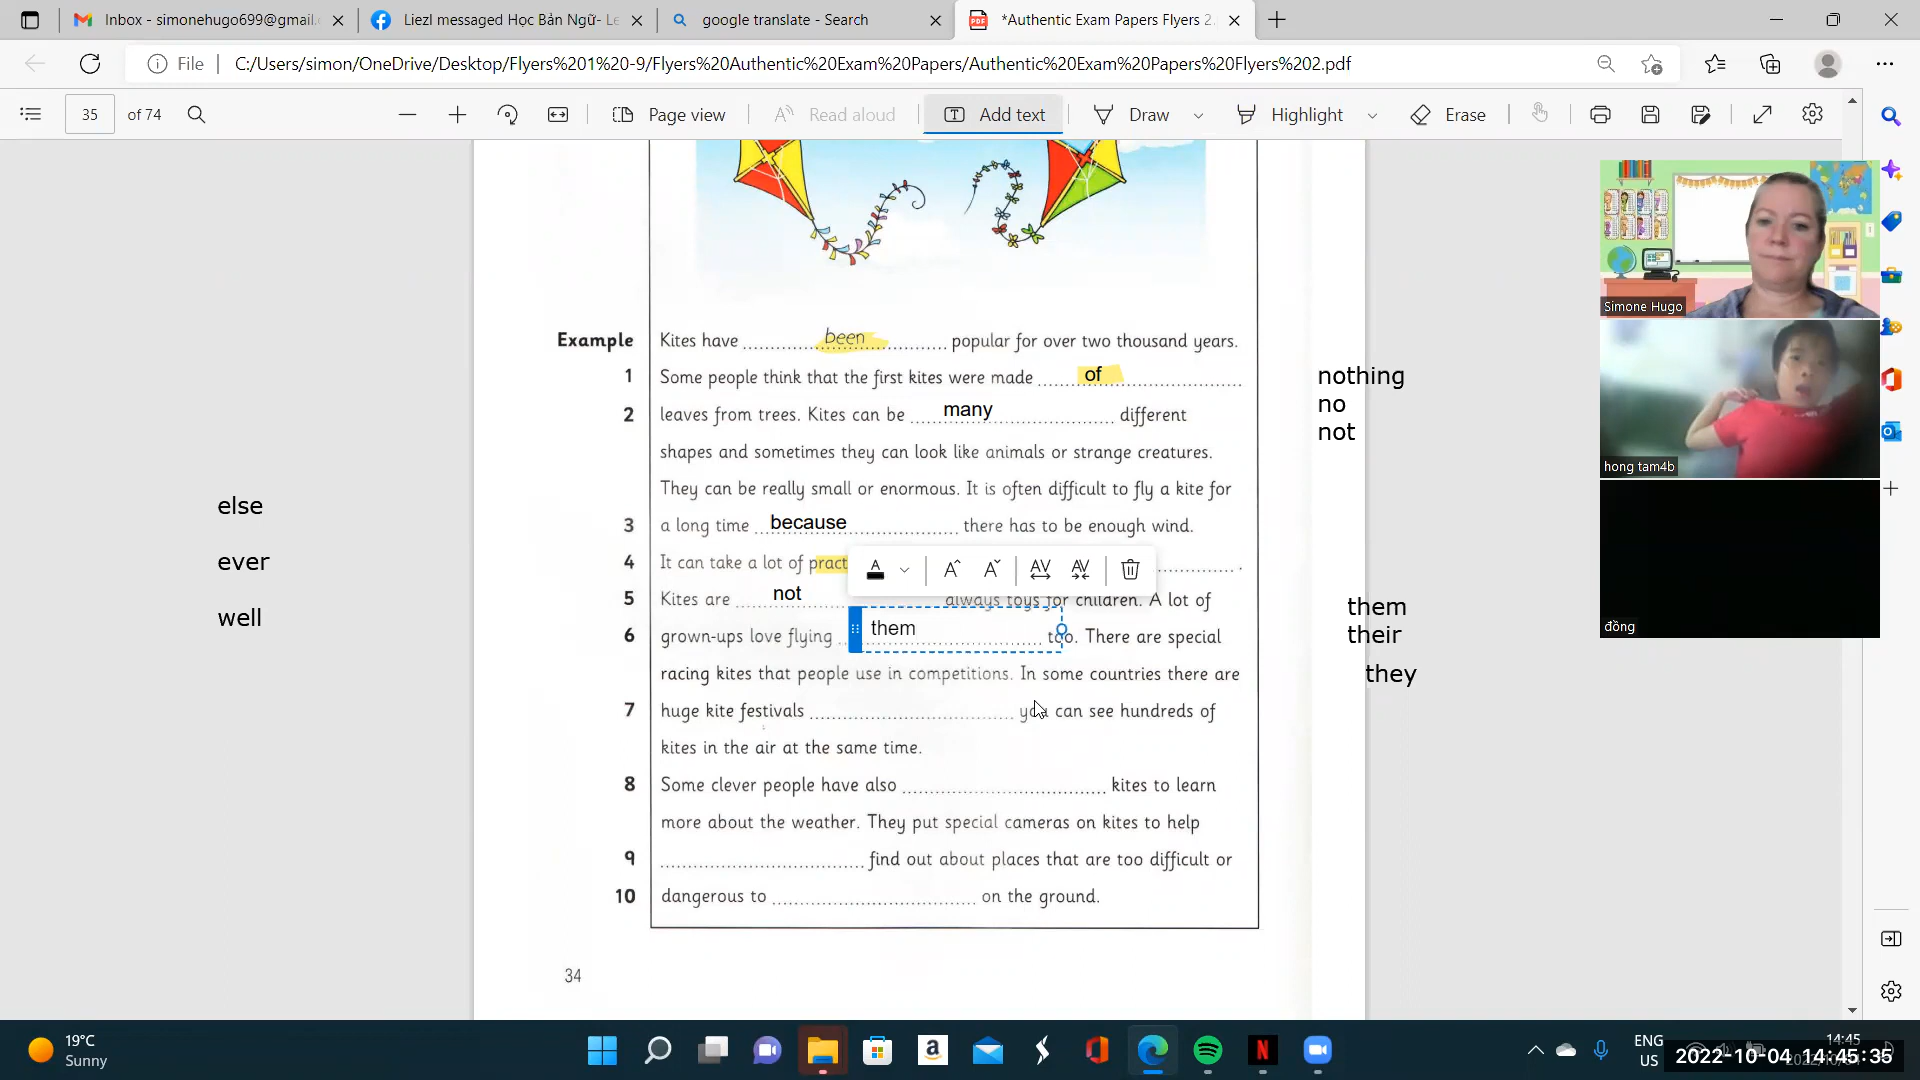 Inbox - simonehugo699@gmail.
Liezl messaged Học Bản Ngữ- Le
google translate - Search
*Authentic Exam Papers Flyers 2.
File
C:/Users/simon/OneDrive/Desktop/Flyers%201%20-9/Flyers%20Authentic%20Exam%20Papers/Authentic%20Exam%20Papers%20Flyers%202.pdf
35 of 74
Page view
Read aloud
Add text
Draw
Highlight
Erase
Example Kites have been popular for over two thousand years.
1 Some people think that the first kites were made of
2 leaves from trees. Kites can be many different
shapes and sometimes they can look like animals or strange creatures.
They can be really small or enormous. It is often difficult to fly a kite for
3 a long time because there has to be enough wind.
4 It can take a lot of pract
5 Kites are not always toys for children. A lot of
6 grown-ups love flying them too. There are special
racing kites that people use in competitions. In some countries there are
7 huge kite festivals you can see hundreds of
kites in the air at the same time.
8 Some clever people have also kites to learn
more about the weather. They put special cameras on kites to help
9 find out about places that are too difficult or
10 dangerous to on the ground.
34
else
ever
well
nothing
no
not
them
their
they
Simone Hugo
hong tam4b
đồng
19°C
Sunny
ENG
US
14:45
2022-10-04 14:45:35